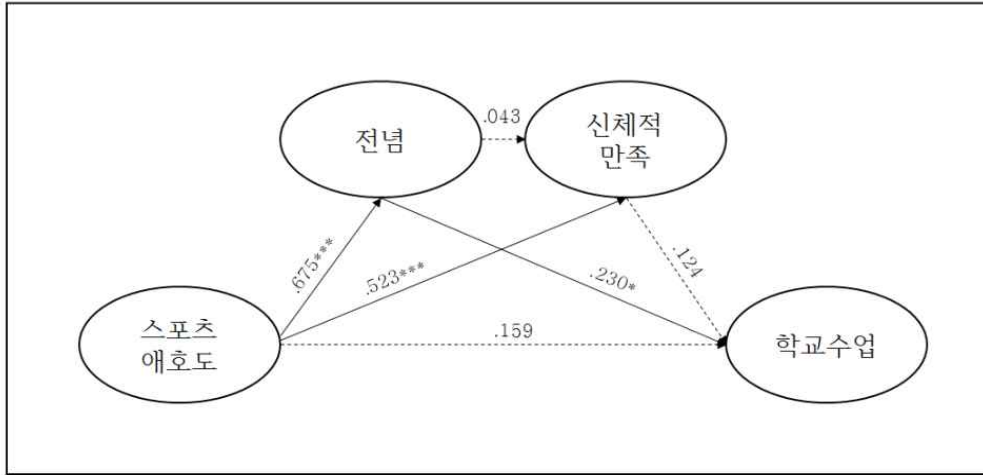 .043
전념
신체적
만족
.675***
.523***
.230*
.124
스포츠
애호도
.159
학교수업